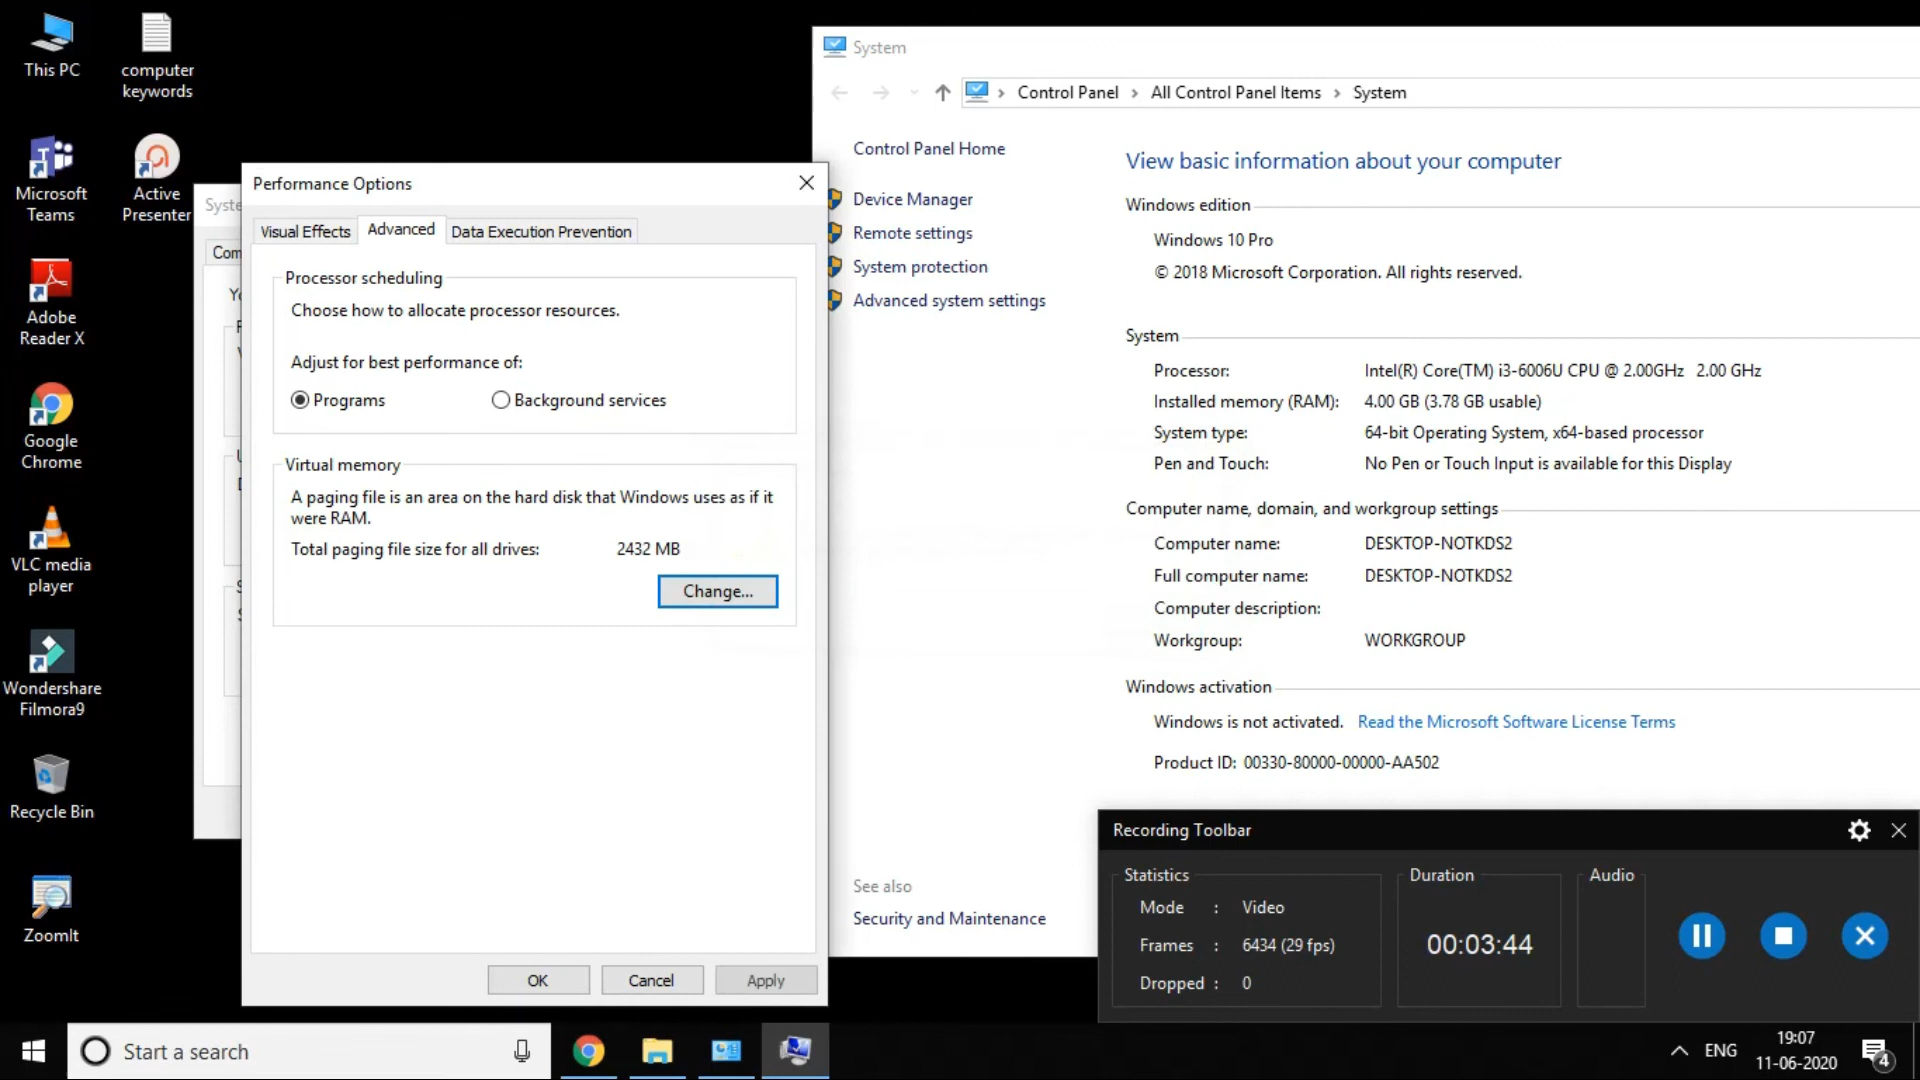 This PC
computer
keywords
Microsoft
Teams
Active
Presenter
Adobe
Reader X
Google
Chrome
VLC media
player
Wondershare
Filmora9
Recycle Bin
ZoomIt
Syste
Com
Performance Options
Visual Effects
Advanced
Data Execution Prevention
Processor scheduling
Choose how to allocate processor resources.
Adjust for best performance of:
Programs
Background services
Virtual memory
A paging file is an area on the hard disk that Windows uses as if it
were RAM.
Total paging file size for all drives: 2432 MB
Change...
OK
Cancel
Apply
System
Control Panel › All Control Panel Items › System
Control Panel Home
Device Manager
Remote settings
System protection
Advanced system settings
See also
Security and Maintenance
View basic information about your computer
Windows edition
Windows 10 Pro
© 2018 Microsoft Corporation. All rights reserved.
System
Processor: Intel(R) Core(TM) i3-6006U CPU @ 2.00GHz 2.00 GHz
Installed memory (RAM): 4.00 GB (3.78 GB usable)
System type: 64-bit Operating System, x64-based processor
Pen and Touch: No Pen or Touch Input is available for this Display
Computer name, domain, and workgroup settings
Computer name: DESKTOP-NOTKDS2
Full computer name: DESKTOP-NOTKDS2
Computer description:
Workgroup: WORKGROUP
Windows activation
Windows is not activated. Read the Microsoft Software License Terms
Product ID: 00330-80000-00000-AA502
Recording Toolbar
Statistics
Mode : Video
Frames : 6434 (29 fps)
Dropped : 0
Duration
00:03:44
Audio
Start a search
ENG
19:07
11-06-2020
4